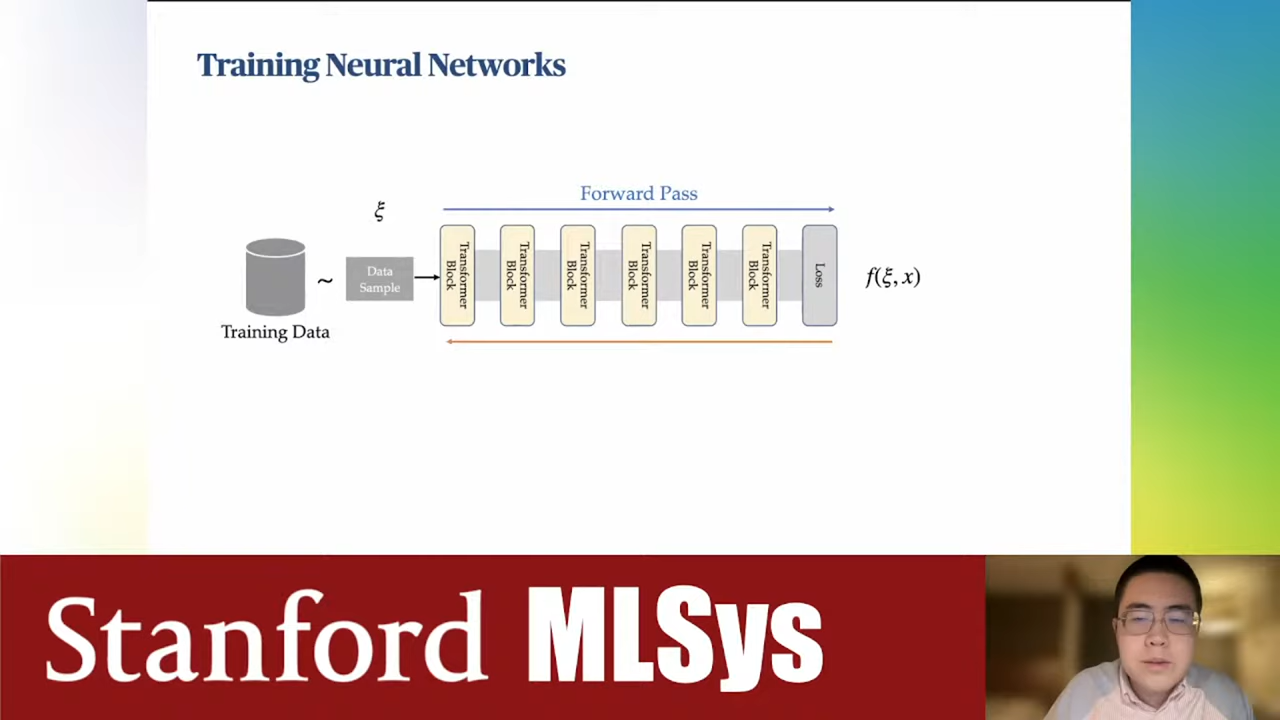 Training Neural Networks
Forward Pass
ξ
Data
Sample
~
Training Data
Transformer
Block
Transformer
Block
Transformer
Block
Transformer
Block
Transformer
Block
Transformer
Block
Loss
f(ξ, x)
Stanford MLSys